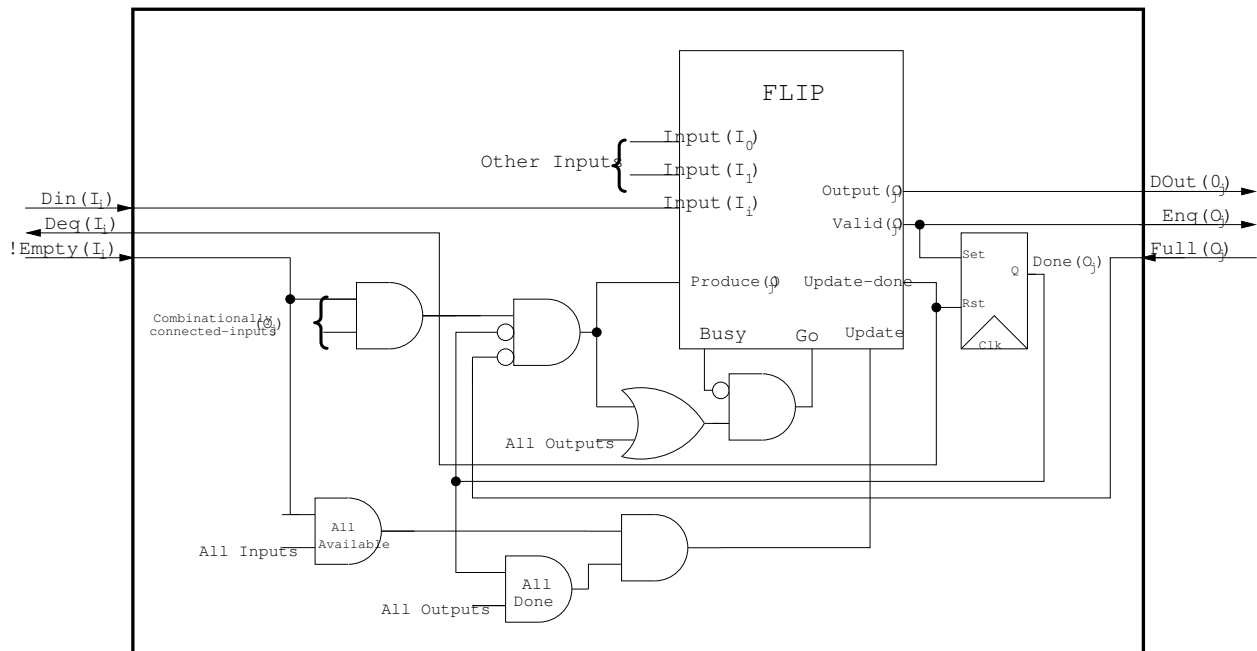 FLIP
Input(I0)
Other Inputs
Input(I1)
Input(Ii)
Output(Oj)
Valid(Oj)
Din(Ii)
Deq(Ii)
!Empty(Ii)
DOut(0j)
Enq(Oj)
Full(Oj)
Set
Q
Done(Oj)
Rst
Clk
Produce(Oj)
Update-done
Busy
Go
Update
Combinationally
connected-inputs(Oj)
All Outputs
All
Available
All Inputs
All
Done
All Outputs